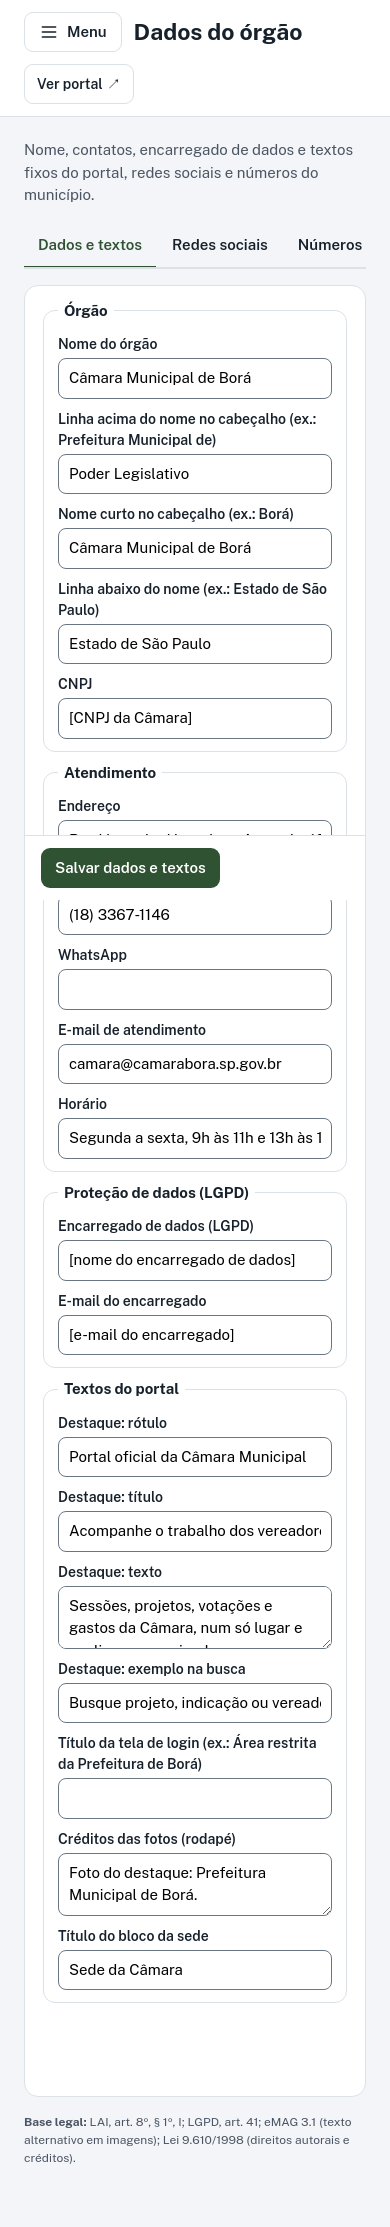 Menu
Dados do órgão
Ver portal ↗
Nome, contatos, encarregado de dados e textos
fixos do portal, redes sociais e números do
município.
Dados e textos
Redes sociais
Números
Órgão
Nome do órgão
Câmara Municipal de Borá
Linha acima do nome no cabeçalho (ex.:
Prefeitura Municipal de)
Poder Legislativo
Nome curto no cabeçalho (ex.: Borá)
Câmara Municipal de Borá
Linha abaixo do nome (ex.: Estado de São
Paulo)
Estado de São Paulo
CNPJ
[CNPJ da Câmara]
Atendimento
Endereço
Salvar dados e textos
(18) 3367-1146
WhatsApp
E-mail de atendimento
camara@camarabora.sp.gov.br
Horário
Segunda a sexta, 9h às 11h e 13h às 1
Proteção de dados (LGPD)
Encarregado de dados (LGPD)
[nome do encarregado de dados]
E-mail do encarregado
[e-mail do encarregado]
Textos do portal
Destaque: rótulo
Portal oficial da Câmara Municipal
Destaque: título
Acompanhe o trabalho dos vereador
Destaque: texto
Sessões, projetos, votações e
gastos da Câmara, num só lugar e
Destaque: exemplo na busca
Busque projeto, indicação ou veread
Título da tela de login (ex.: Área restrita
da Prefeitura de Borá)
Créditos das fotos (rodapé)
Foto do destaque: Prefeitura
Municipal de Borá.
Título do bloco da sede
Sede da Câmara
Base legal: LAI, art. 8º, § 1º, I; LGPD, art. 41; eMAG 3.1 (texto
alternativo em imagens); Lei 9.610/1998 (direitos autorais e
créditos).